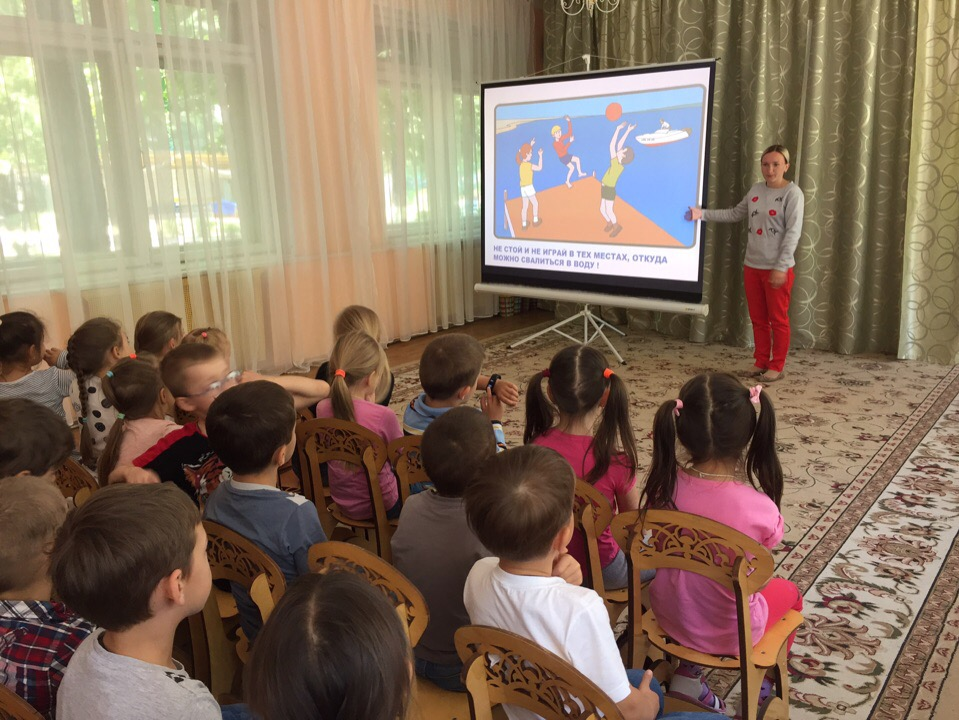 НЕ СТОЙ И НЕ ИГРАЙ В ТЕХ МЕСТАХ, ОТКУДА
МОЖНО СВАЛИТЬСЯ В ВОДУ !